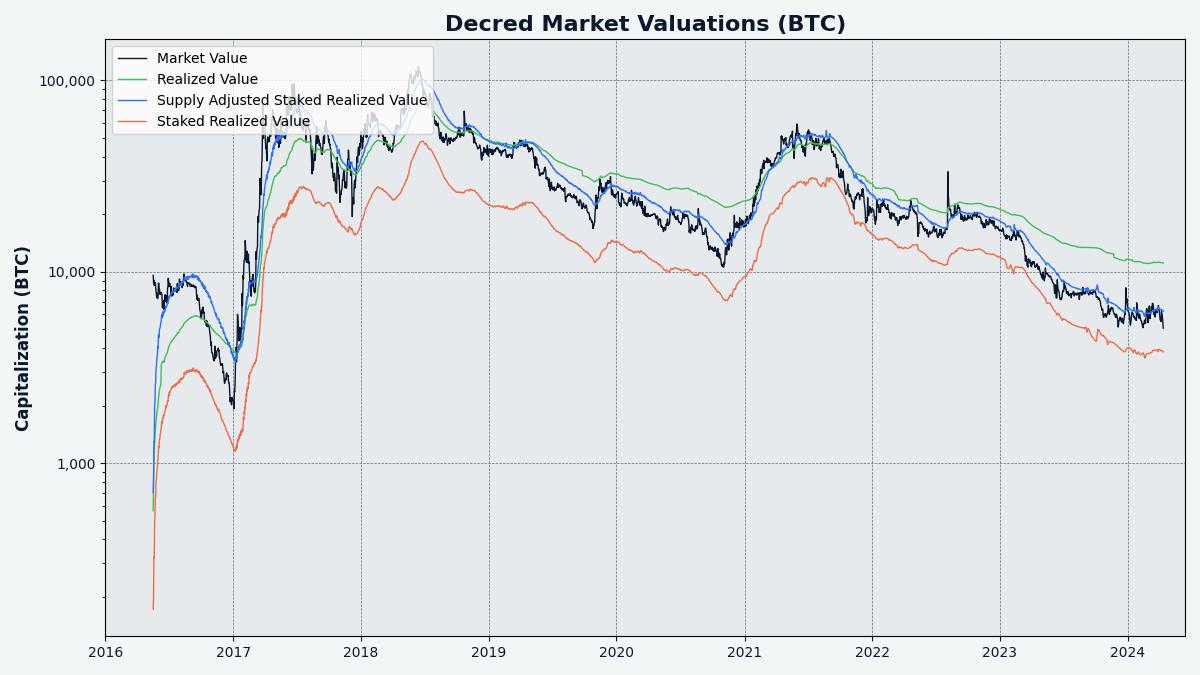 Decred Market Valuations (BTC)
Market Value
Realized Value
Supply Adjusted Staked Realized Value
Staked Realized Value
Capitalization (BTC)
100,000
10,000
1,000
2016 2017 2018 2019 2020 2021 2022 2023 2024